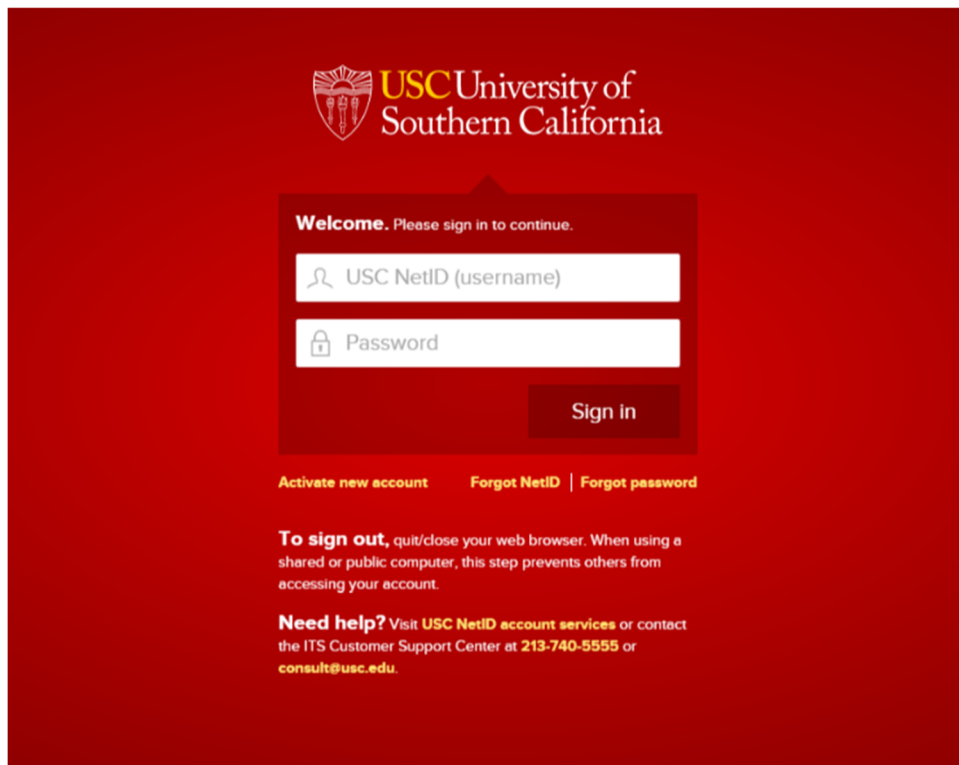 USC University of
Southern California
Welcome. Please sign in to continue.
USC NetID (username)
Password
Sign in
Activate new account Forgot NetID | Forgot password
To sign out, quit/close your web browser. When using a
shared or public computer, this step prevents others from
accessing your account.
Need help? Visit USC NetID account services or contact
the ITS Customer Support Center at 213-740-5555 or
consult@usc.edu.